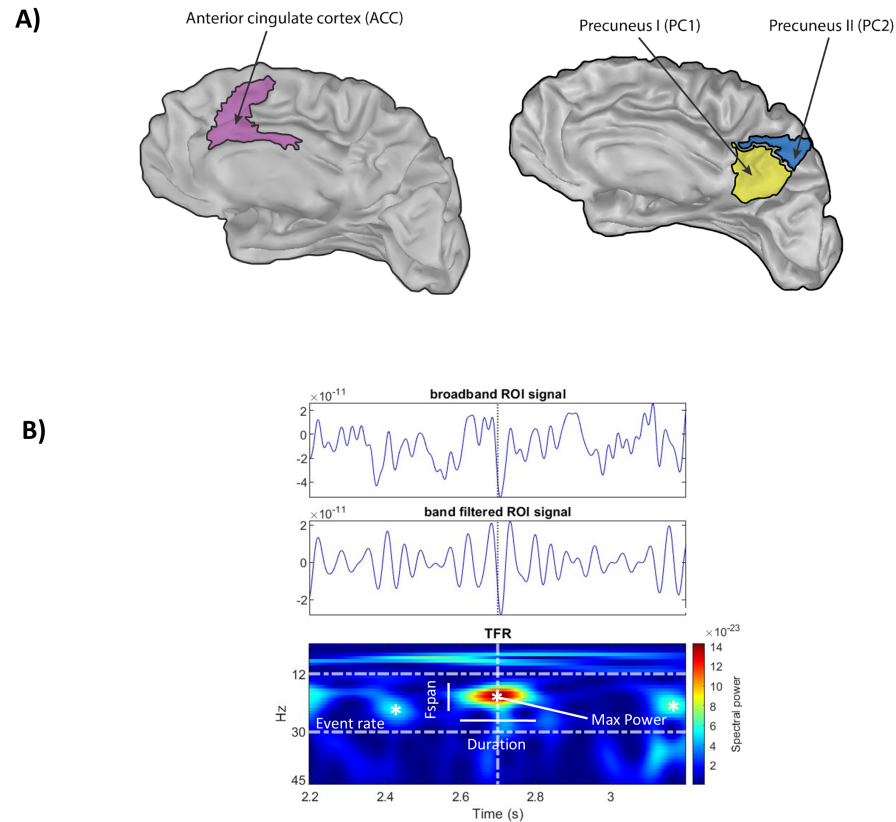 A)
Anterior cingulate cortex (ACC)
Precuneus I (PC1)
Precuneus II (PC2)
B)
×10-11
broadband ROI signal
2
0
-2
-4
×10-11
band filtered ROI signal
2
0
-2
TFR
×10-23
12
30
45
Hz
Fspan
Event rate
Duration
Max Power
14
12
10
8
6
4
2
Spectral power
2.2
2.4
2.6
2.8
3
Time (s)